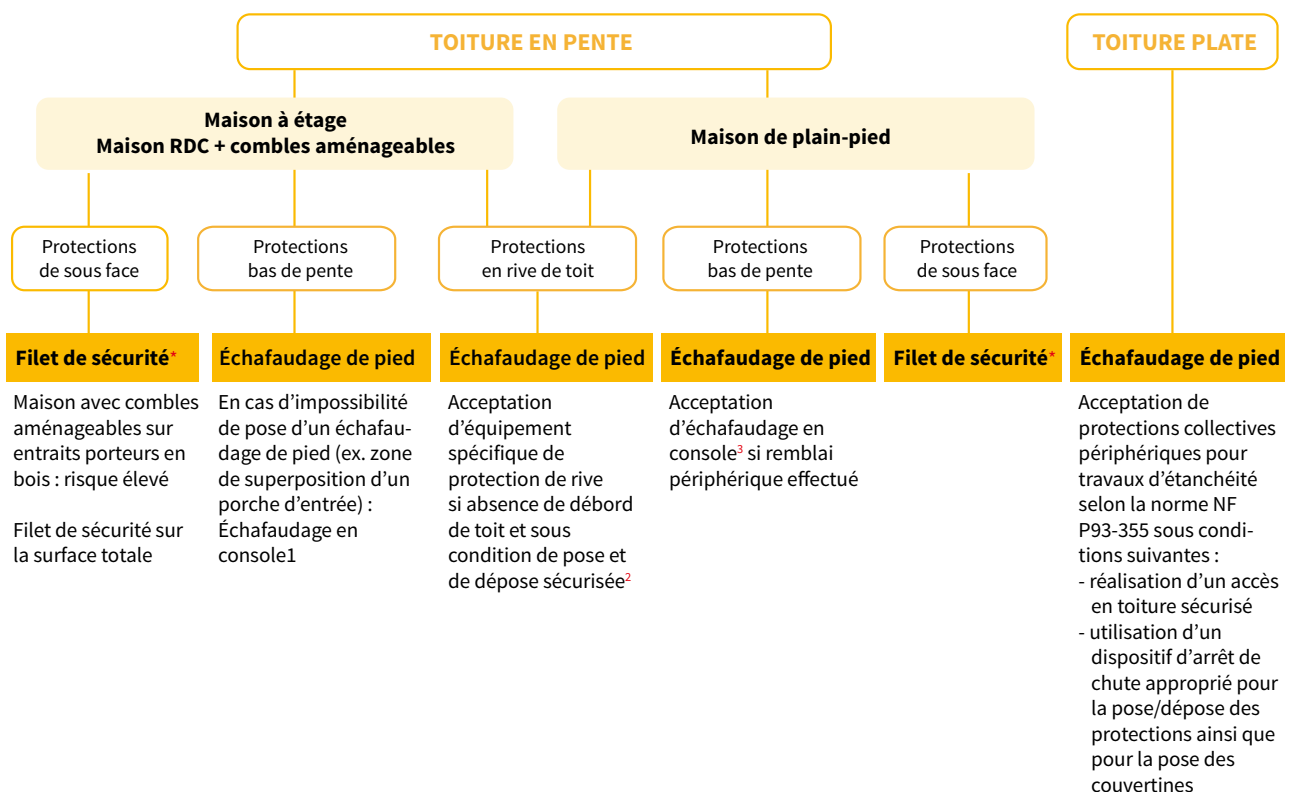 TOITURE EN PENTE
TOITURE PLATE
Maison à étage
Maison RDC + combles aménageables
Maison de plain-pied
Protections
de sous face
Protections
bas de pente
Protections
en rive de toit
Protections
bas de pente
Protections
de sous face
Filet de sécurité*
Échafaudage de pied
Échafaudage de pied
Échafaudage de pied
Filet de sécurité*
Échafaudage de pied
Maison avec combles
aménageables sur
entraits porteurs en
bois : risque élevé
Filet de sécurité sur
la surface totale
En cas d’impossibilité
de pose d’un échafau-
dage de pied (ex. zone
de superposition d’un
porche d’entrée) :
Échafaudage en
console1
Acceptation
d’équipement
spécifique de
protection de rive
si absence de débord
de toit et sous
condition de pose et
de dépose sécurisée2
Acceptation
d’échafaudage en
console3 si remblai
périphérique effectué
Acceptation de
protections collectives
périphériques pour
travaux d’étanchéité
selon la norme NF
P93-355 sous condi-
tions suivantes :
- réalisation d’un accès
en toiture sécurisé
- utilisation d’un
dispositif d’arrêt de
chute approprié pour
la pose/dépose des
protections ainsi que
pour la pose des
couvertines